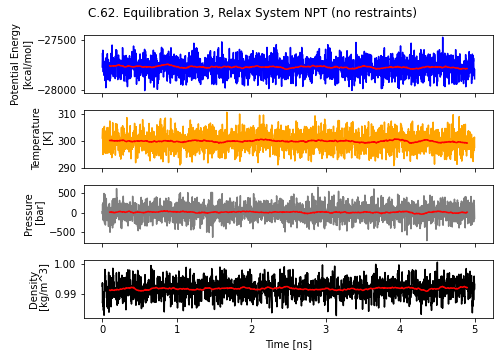 C.62. Equilibration 3, Relax System NPT (no restraints)
Potential Energy
[kcal/mol]
−27500
−28000
Temperature
[K]
310
300
290
Pressure
[bar]
500
0
−500
Density
[kg/m^3]
1.00
0.99
0
1
2
3
4
5
Time [ns]